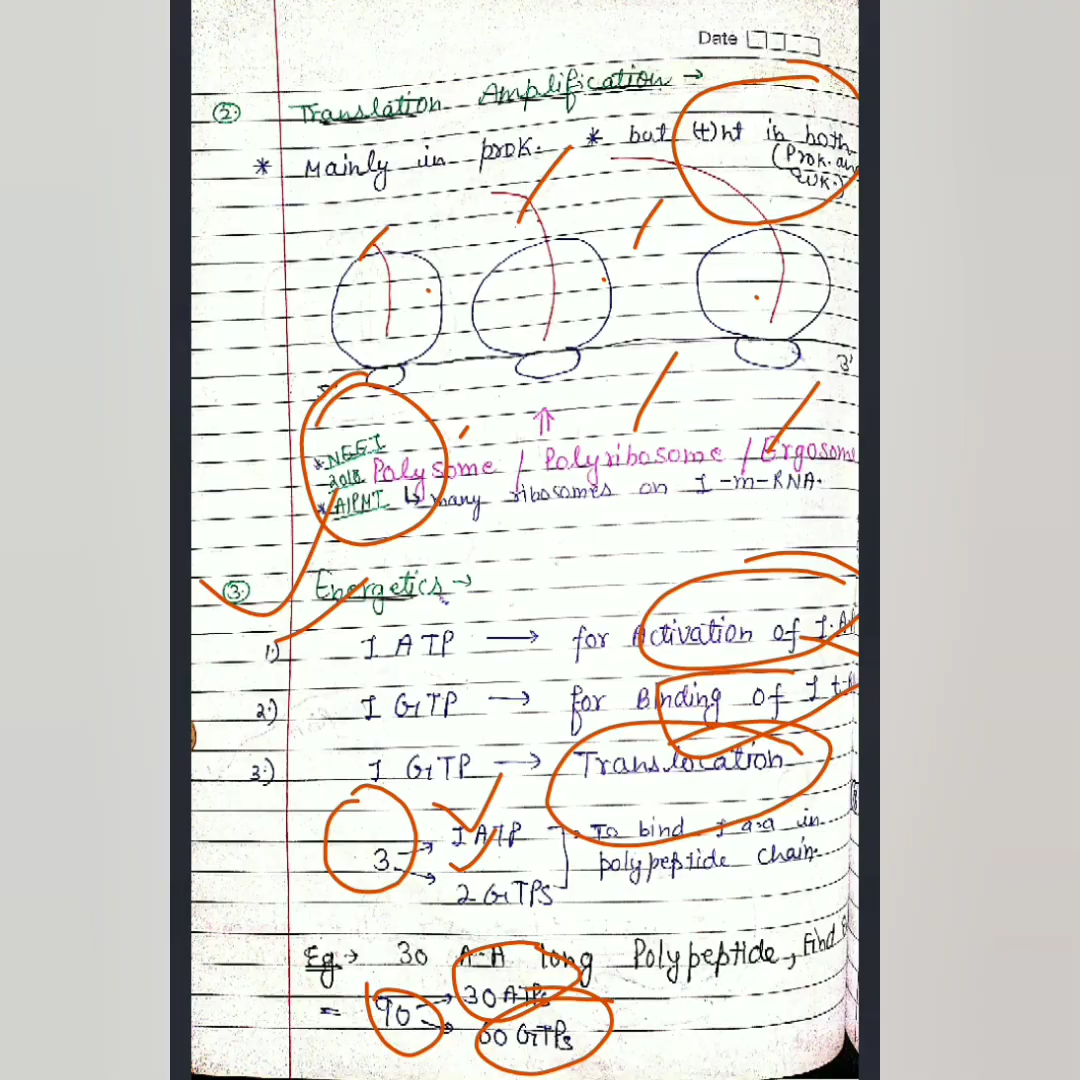 Date
②. Translation Amplification →
* Mainly in prok. * but (+)nt in both
(Prok. an
Euk.)
3'
* NEET
2018 Polysome / Polyribosome / Ergosome
* AIPMT ↳ many ribosomes on 1-m-RNA.
③. Energetics →
1.) 1 ATP → for Activation of 1.A
2.) 1 GTP → for Binding of 1 t-
3.) 1 GTP → Translocation
3 → 1 ATP To bind 1 a.a in
→ 2 GTPs polypeptide chain.
Eg → 30 A-A long Polypeptide, find
= 90 → 30 ATPs
→ 60 GTPs